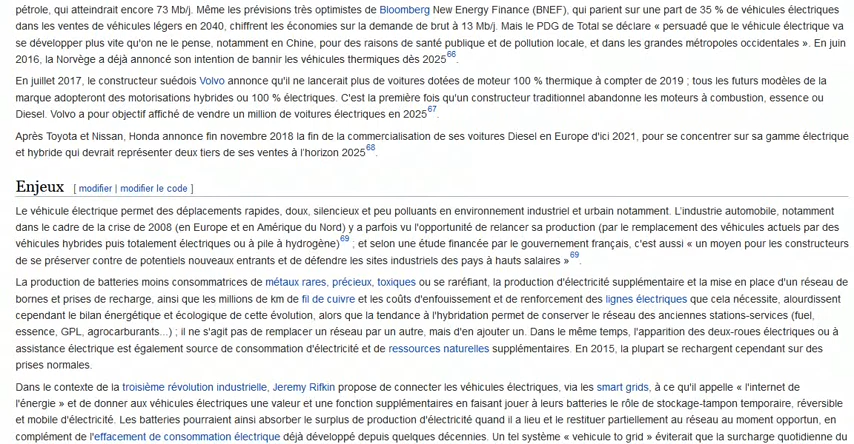 pétrole, qui atteindrait encore 73 Mb/j. Même les prévisions très optimistes de Bloomberg New Energy Finance (BNEF), qui parient sur une part de 35 % de véhicules électriques
dans les ventes de véhicules légers en 2040, chiffrent les économies sur la demande de brut à 13 Mb/j. Mais le PDG de Total se déclare « persuadé que le véhicule électrique va
se développer plus vite qu'on ne le pense, notamment en Chine, pour des raisons de santé publique et de pollution locale, et dans les grandes métropoles occidentales ». En juin
2016, la Norvège a déjà annoncé son intention de bannir les véhicules thermiques dès 202566.
En juillet 2017, le constructeur suédois Volvo annonce qu'il ne lancerait plus de voitures dotées de moteur 100 % thermique à compter de 2019 ; tous les futurs modèles de la
marque adopteront des motorisations hybrides ou 100 % électriques. C'est la première fois qu'un constructeur traditionnel abandonne les moteurs à combustion, essence ou
Diesel. Volvo a pour objectif affiché de vendre un million de voitures électriques en 202567.
Après Toyota et Nissan, Honda annonce fin novembre 2018 la fin de la commercialisation de ses voitures Diesel en Europe d'ici 2021, pour se concentrer sur sa gamme électrique
et hybride qui devrait représenter deux tiers de ses ventes à l'horizon 202568.
Enjeux [ modifier | modifier le code ]
Le véhicule électrique permet des déplacements rapides, doux, silencieux et peu polluants en environnement industriel et urbain notamment. L'industrie automobile, notamment
dans le cadre de la crise de 2008 (en Europe et en Amérique du Nord) y a parfois vu l'opportunité de relancer sa production (par le remplacement des véhicules actuels par des
véhicules hybrides puis totalement électriques ou à pile à hydrogène)69 ; et selon une étude financée par le gouvernement français, c'est aussi « un moyen pour les constructeurs
de se préserver contre de potentiels nouveaux entrants et de défendre les sites industriels des pays à hauts salaires »69.
La production de batteries moins consommatrices de métaux rares, précieux, toxiques ou se raréfiant, la production d'électricité supplémentaire et la mise en place d'un réseau de
bornes et prises de recharge, ainsi que les millions de km de fil de cuivre et les coûts d'enfouissement et de renforcement des lignes électriques que cela nécessite, alourdissent
cependant le bilan énergétique et écologique de cette évolution, alors que la tendance à l'hybridation permet de conserver le réseau des anciennes stations-services (fuel,
essence, GPL, agrocarburants...) ; il ne s'agit pas de remplacer un réseau par un autre, mais d'en ajouter un. Dans le même temps, l'apparition des deux-roues électriques ou à
assistance électrique est également source de consommation d'électricité et de ressources naturelles supplémentaires. En 2015, la plupart se rechargent cependant sur des
prises normales.
Dans le contexte de la troisième révolution industrielle, Jeremy Rifkin propose de connecter les véhicules électriques, via les smart grids, à ce qu'il appelle « l'internet de
l'énergie » et de donner aux véhicules électriques une valeur et une fonction supplémentaires en faisant jouer à leurs batteries le rôle de stockage-tampon temporaire, réversible
et mobile d'électricité. Les batteries pourraient ainsi absorber le surplus de production d'électricité quand il a lieu et le restituer partiellement au réseau au moment opportun, en
complément de l'effacement de consommation électrique déjà développé depuis quelques décennies. Un tel système « vehicule to grid » éviterait que la surcharge quotidienne du